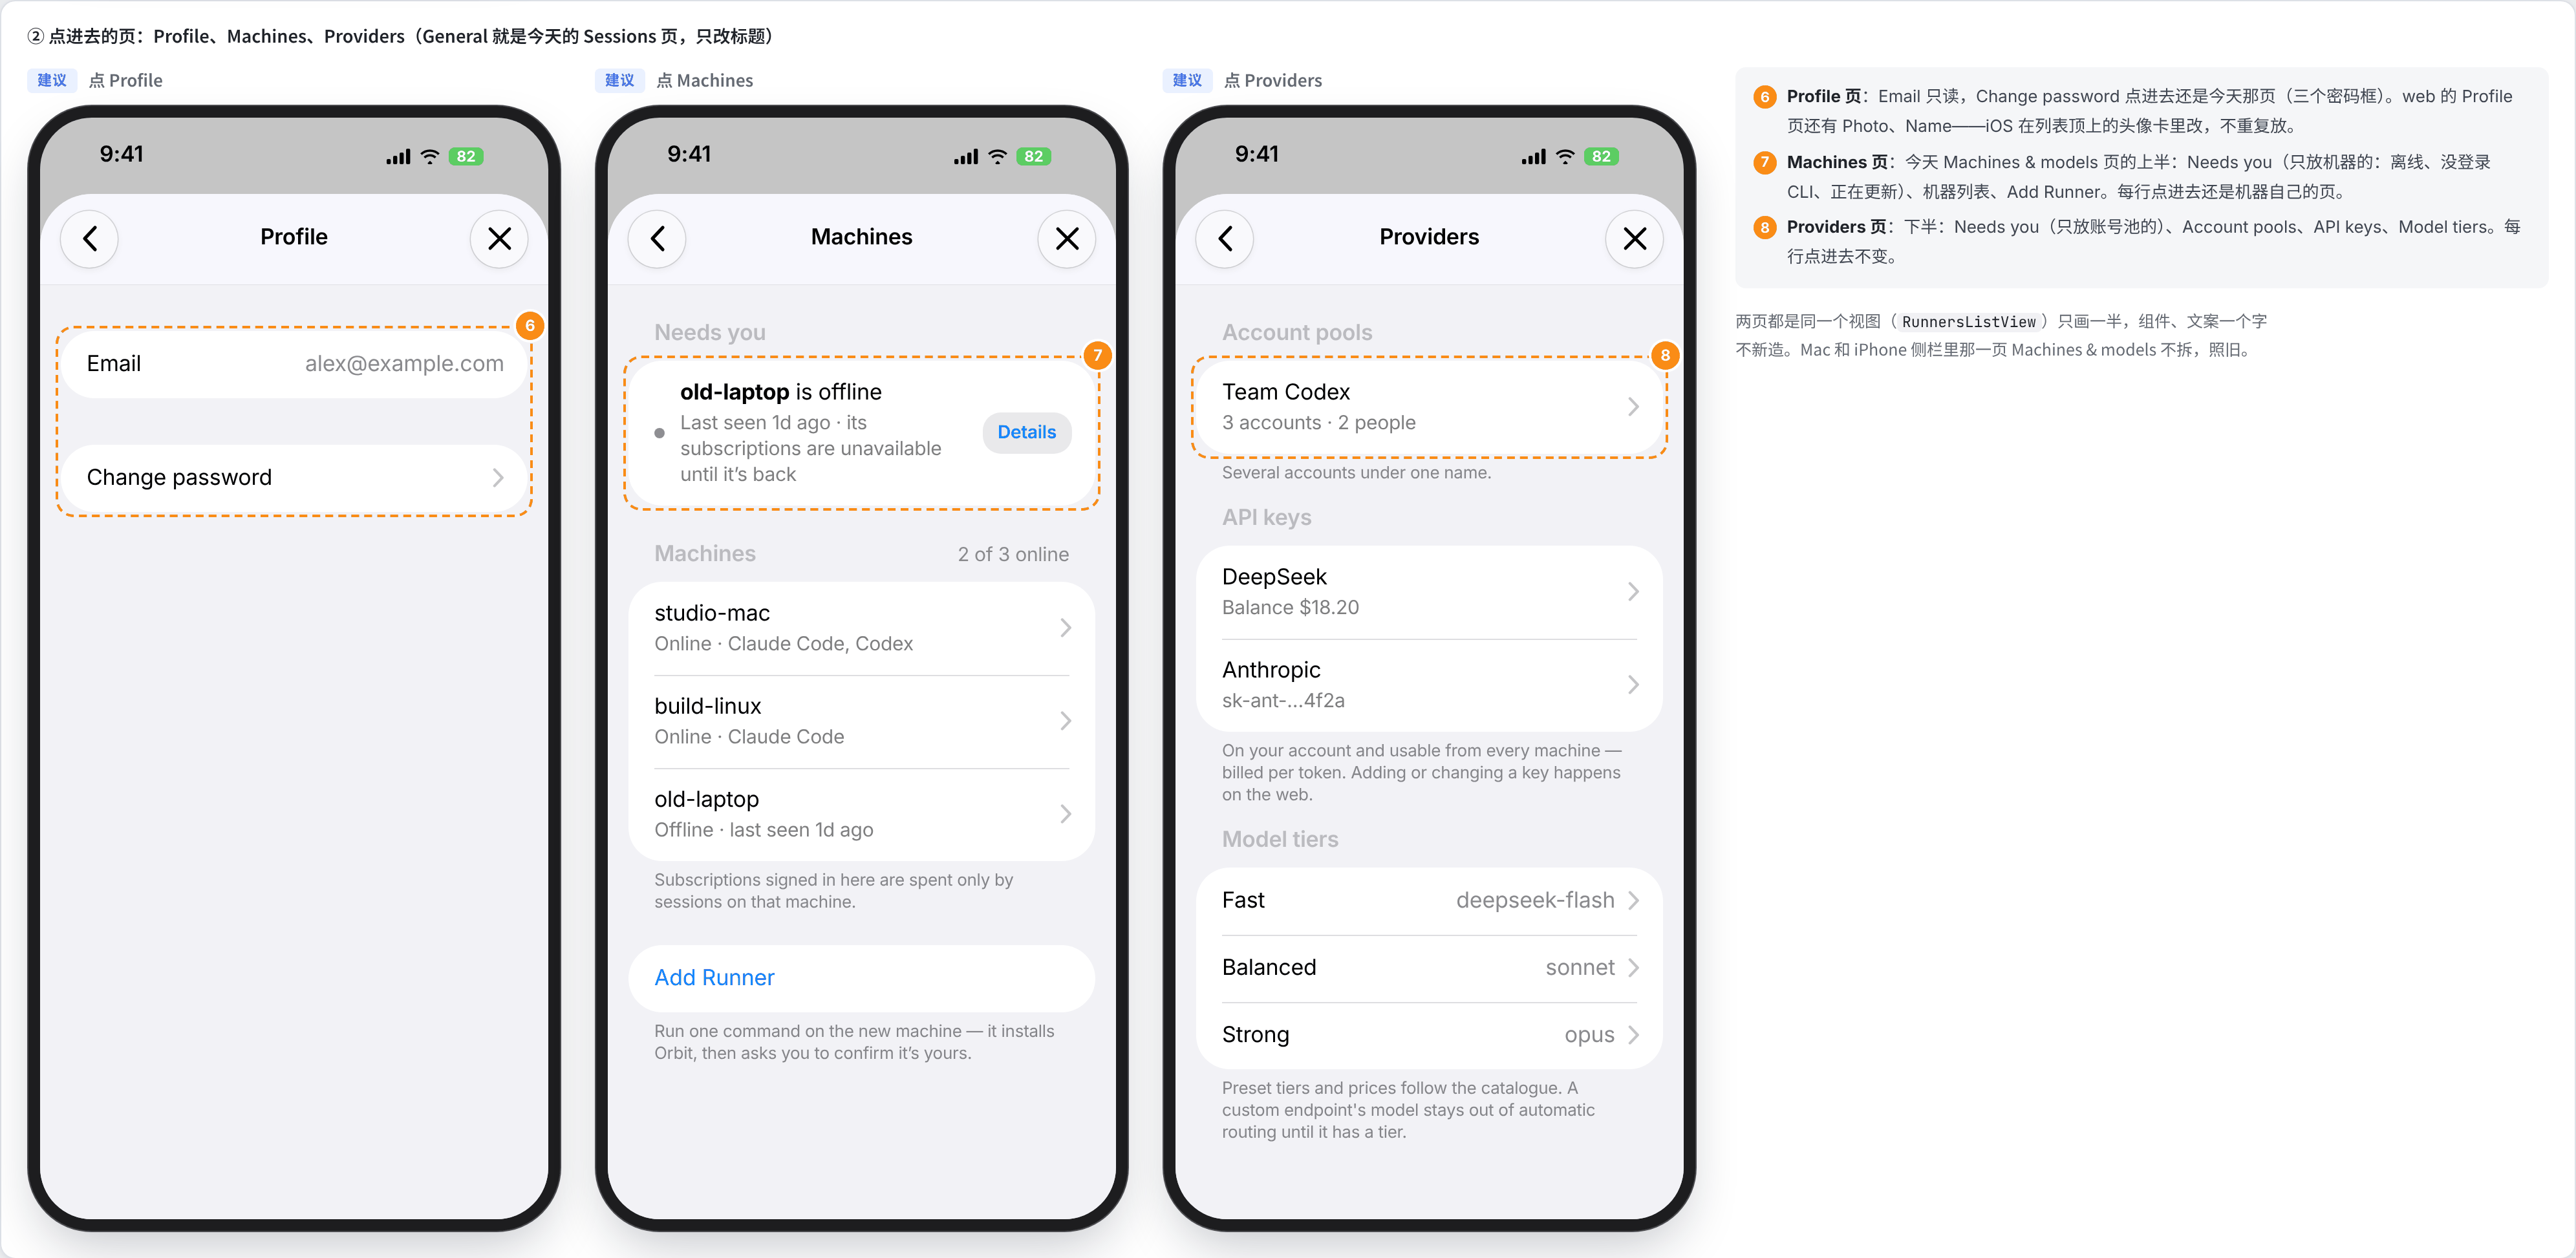 ② 点进去的页：Profile、Machines、Providers（General 就是今天的 Sessions 页，只改标题）
建议 点 Profile
9:41
82
Profile
6
Email alex@example.com
Change password
建议 点 Machines
9:41
82
Machines
Needs you
7
old-laptop is offline
Last seen 1d ago · its
subscriptions are unavailable
until it’s back
Details
Machines 2 of 3 online
studio-mac
Online · Claude Code, Codex
build-linux
Online · Claude Code
old-laptop
Offline · last seen 1d ago
Subscriptions signed in here are spent only by
sessions on that machine.
Add Runner
Run one command on the new machine — it installs
Orbit, then asks you to confirm it’s yours.
建议 点 Providers
9:41
82
Providers
Account pools
8
Team Codex
3 accounts · 2 people
Several accounts under one name.
API keys
DeepSeek
Balance $18.20
Anthropic
sk-ant-...4f2a
On your account and usable from every machine —
billed per token. Adding or changing a key happens
on the web.
Model tiers
Fast deepseek-flash
Balanced sonnet
Strong opus
Preset tiers and prices follow the catalogue. A
custom endpoint's model stays out of automatic
routing until it has a tier.
6 Profile 页：Email 只读，Change password 点进去还是今天那页（三个密码框）。web 的 Profile
页还有 Photo、Name——iOS 在列表顶上的头像卡里改，不重复放。
7 Machines 页：今天 Machines & models 页的上半：Needs you（只放机器的：离线、没登录
CLI、正在更新）、机器列表、Add Runner。每行点进去还是机器自己的页。
8 Providers 页：下半：Needs you（只放账号池的）、Account pools、API keys、Model tiers。每
行点进去不变。
两页都是同一个视图（RunnersListView）只画一半，组件、文案一个字
不新造。Mac 和 iPhone 侧栏里那一页 Machines & models 不拆，照旧。